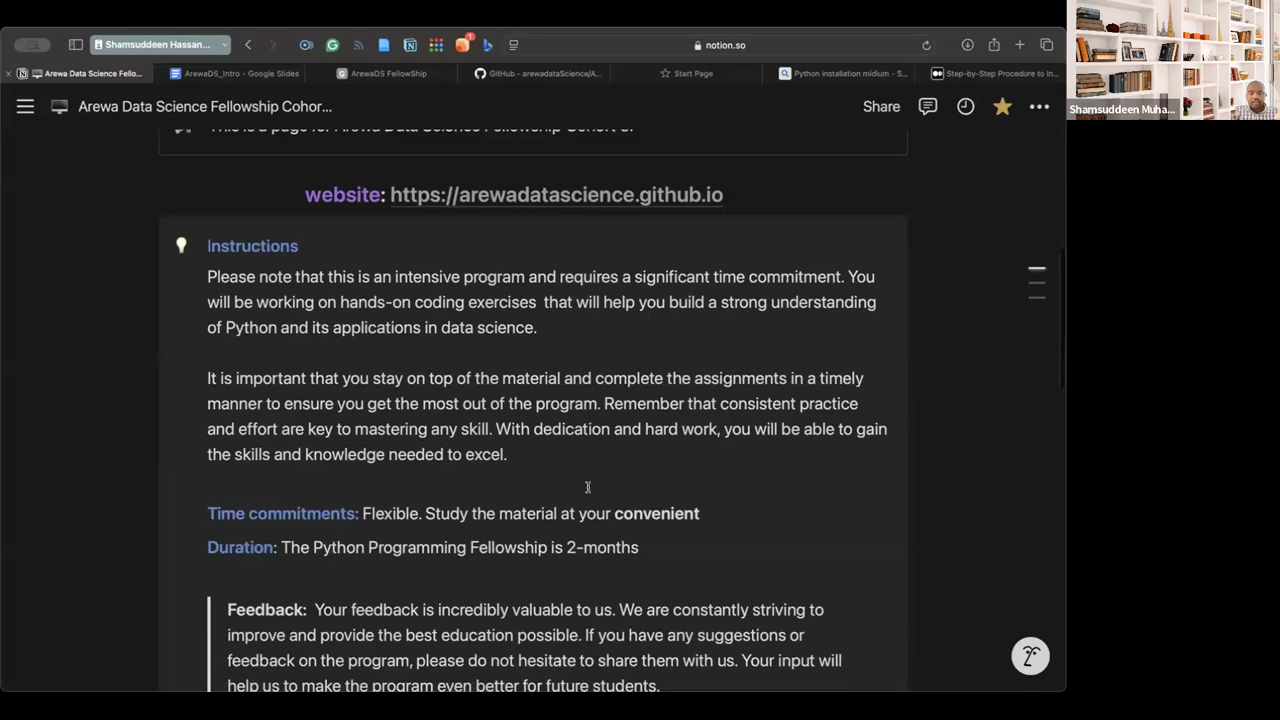 Shamsuddeen Hassan...
notion.so
Arewa Data Science Fello...
ArewaDS_Intro - Google Slides
ArewaDS FellowShip
GitHub - arewadataScience/A...
Start Page
Python installation midium - S...
Step-by-Step Procedure to In...
Shamsuddeen Muha...
Arewa Data Science Fellowship Cohor...
Share
This is a page for Arewa Data Science Fellowship Cohort
website: https://arewadatascience.github.io
Instructions
Please note that this is an intensive program and requires a significant time commitment. You
will be working on hands-on coding exercises that will help you build a strong understanding
of Python and its applications in data science.
It is important that you stay on top of the material and complete the assignments in a timely
manner to ensure you get the most out of the program. Remember that consistent practice
and effort are key to mastering any skill. With dedication and hard work, you will be able to gain
the skills and knowledge needed to excel.
Time commitments: Flexible. Study the material at your convenient
Duration: The Python Programming Fellowship is 2-months
Feedback: Your feedback is incredibly valuable to us. We are constantly striving to
improve and provide the best education possible. If you have any suggestions or
feedback on the program, please do not hesitate to share them with us. Your input will
help us to make the program even better for future students.